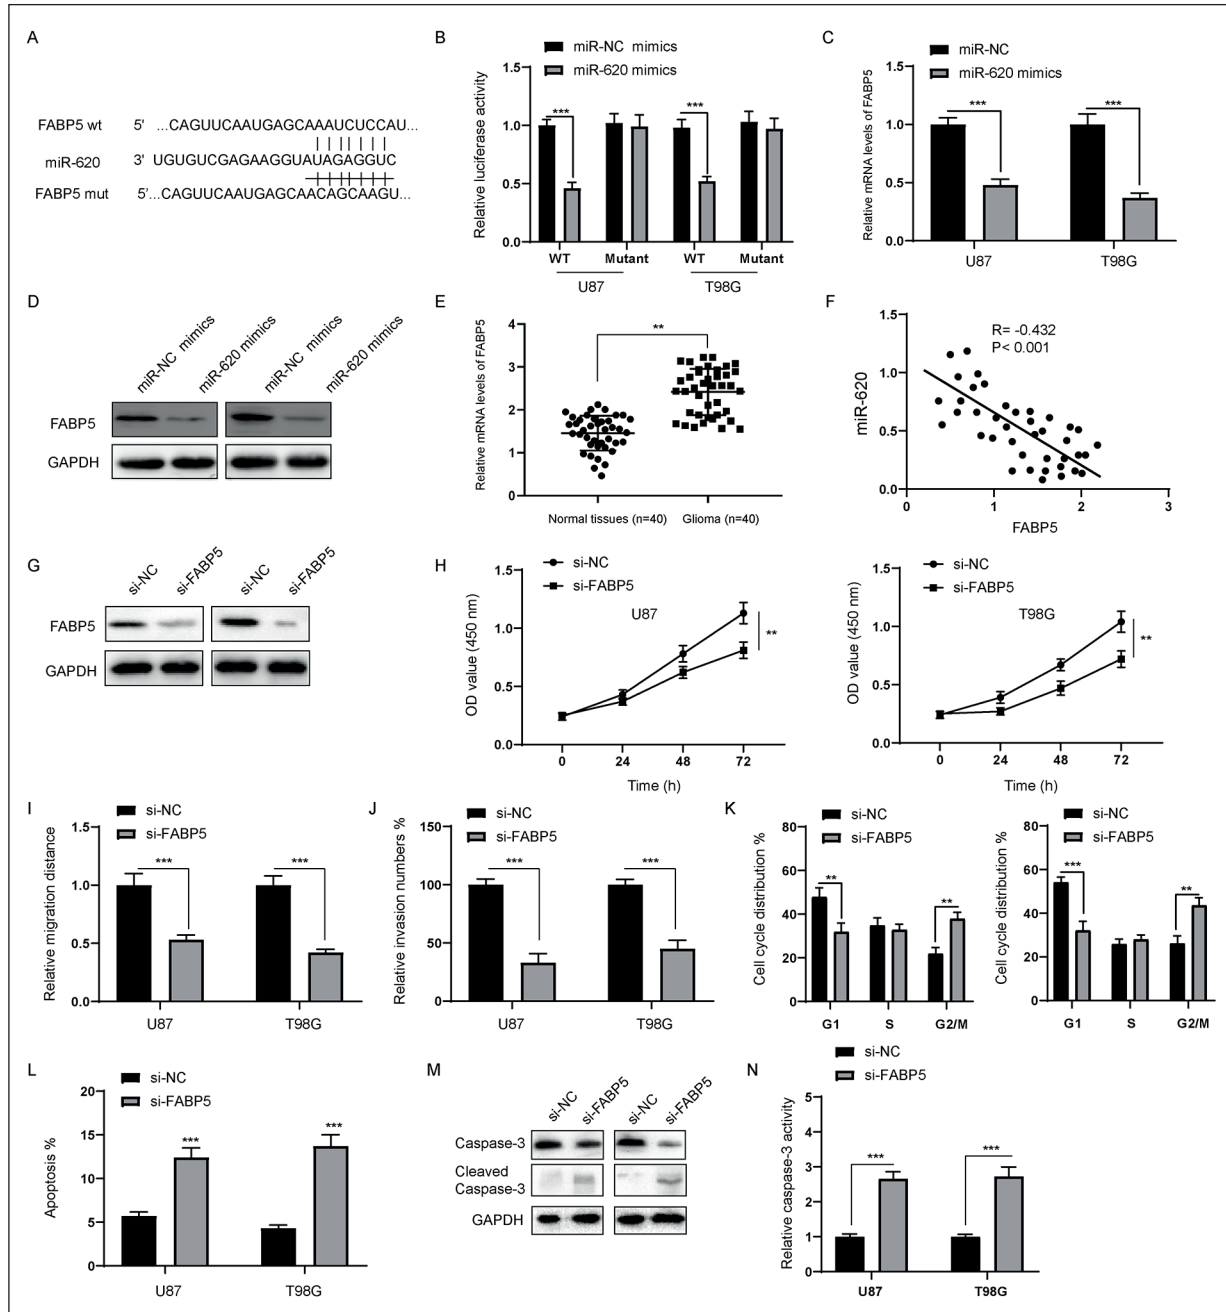 A
FABP5 wt 5' ...CAGUUCAAUGAGCAAAUCUCCAU...
miR-620 3' UGUGUCGAGAAGGUAUAGAGGUC
FABP5 mut 5'...CAGUUCAAUGAGCAACAGCAAGU...
B
miR-NC mimics
miR-620 mimics
Relative luciferase activity
1.5
1.0
0.5
0.0
*** ***
WT Mutant WT Mutant
U87 T98G
C
miR-NC
miR-620 mimics
Relative mRNA levels of FABP5
1.5
1.0
0.5
0.0
*** ***
U87 T98G
D
miR-NC mimics miR-620 mimics miR-NC mimics miR-620 mimics
FABP5
GAPDH
E
Relative mRNA levels of FABP5
4
3
2
1
0
**
Normal tissues (n=40) Glioma (n=40)
F
R= -0.432
P< 0.001
miR-620
1.5
1.0
0.5
0.0
0 1 2 3
FABP5
G
si-NC si-FABP5 si-NC si-FABP5
FABP5
GAPDH
H
si-NC
si-FABP5
U87
OD value (450 nm)
1.5
1.0
0.5
0.0
**
0 24 48 72
Time (h)
si-NC
si-FABP5
T98G
OD value (450 nm)
1.5
1.0
0.5
0.0
**
0 24 48 72
Time (h)
I
si-NC
si-FABP5
Relative migration distance
1.5
1.0
0.5
0.0
*** ***
U87 T98G
J
si-NC
si-FABP5
Relative invasion numbers %
150
100
50
0
*** ***
U87 T98G
K
si-NC
si-FABP5
Cell cycle distribution %
80
60
40
20
0
** **
G1 S G2/M
si-NC
si-FABP5
Cell cycle distribution %
80
60
40
20
0
*** **
G1 S G2/M
L
si-NC
si-FABP5
Apoptosis %
20
15
10
5
0
*** ***
U87 T98G
M
si-NC si-FABP5 si-NC si-FABP5
Caspase-3
Cleaved
Caspase-3
GAPDH
N
si-NC
si-FABP5
Relative caspase-3 activity
5
4
3
2
1
0
*** ***
U87 T98G